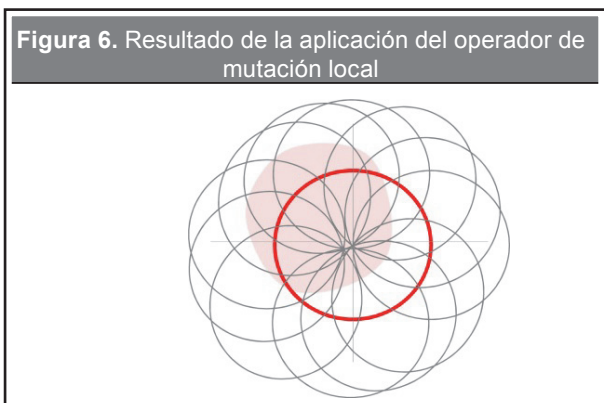 Figura 6. Resultado de la aplicación del operador de
mutación local